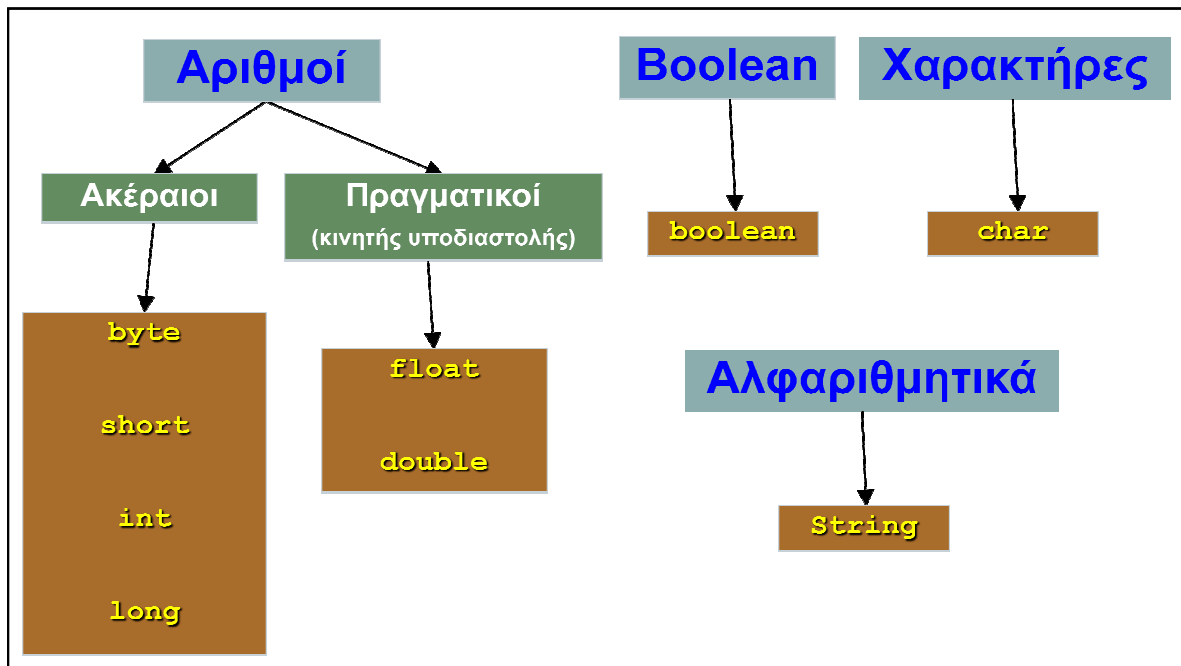 Αριθμοί
Ακέραιοι
Πραγματικοί
(κινητής υποδιαστολής)
byte
short
int
long
float
double
Boolean
boolean
Χαρακτήρες
char
Αλφαριθμητικά
String